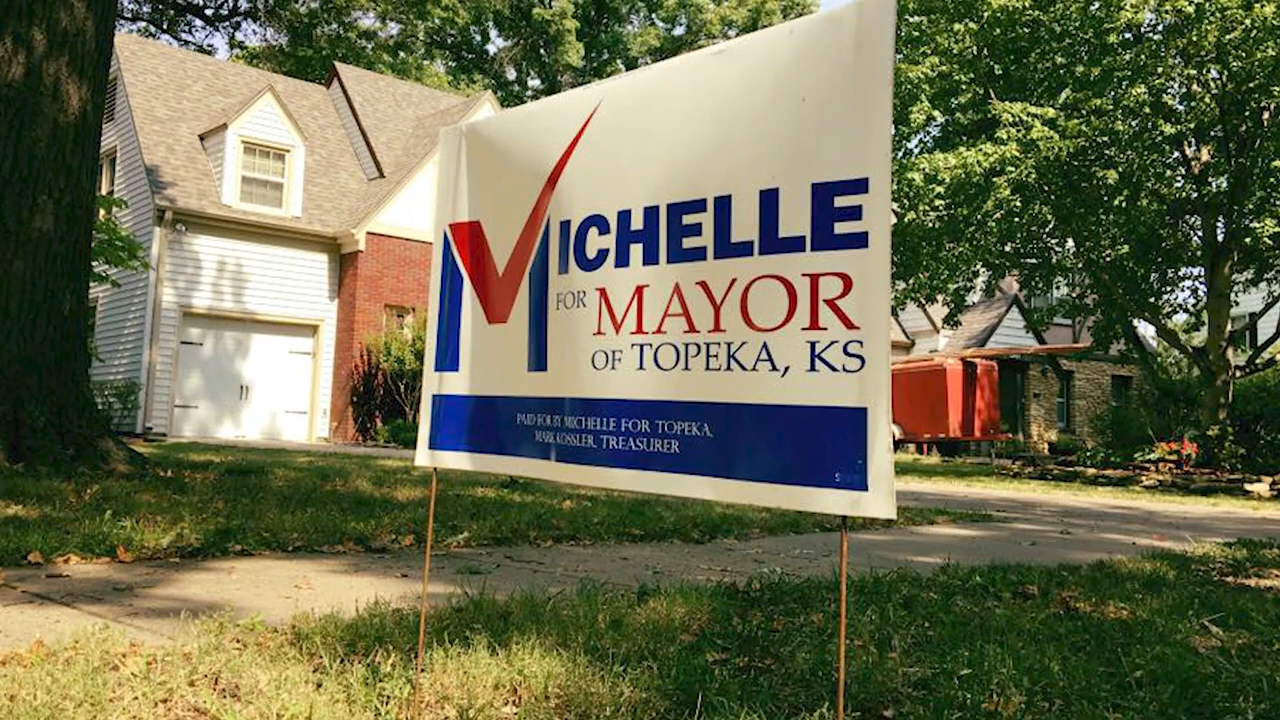 MICHELLE
FOR MAYOR
OF TOPEKA, KS
PAID FOR BY MICHELLE FOR TOPEKA,
MARK KOSSLER, TREASURER